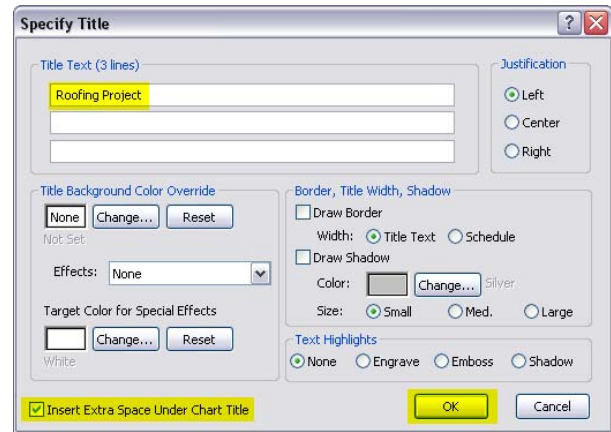 Specify Title
Title Text (3 lines)
Roofing Project
Justification
Left
Center
Right
Title Background Color Override
None Change... Reset
Not Set
Effects: None
Target Color for Special Effects
Change... Reset
White
Border, Title Width, Shadow
Draw Border
Width: Title Text Schedule
Draw Shadow
Color: Change... Silver
Size: Small Med. Large
Text Highlights
None Engrave Emboss Shadow
Insert Extra Space Under Chart Title
OK Cancel